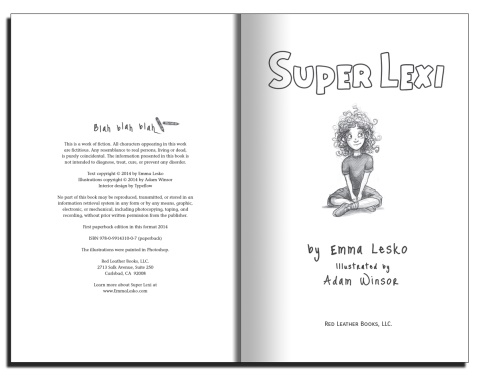 Blah blah blah
This is a work of fiction. All characters appearing in this work
are fictitious. Any resemblance to real persons, living or dead,
is purely coincidental. The information presented in this book is
not intended to diagnose, treat, cure, or prevent any disorder.
Text copyright © 2014 by Emma Lesko
Illustrations copyright © 2014 by Adam Winsor
Interior design by Typeflow
No part of this book may be reproduced, transmitted, or stored in an
information retrieval system in any form or by any means, graphic,
electronic, or mechanical, including photocopying, taping, and
recording, without prior written permission from the publisher.
First paperback edition in this format 2014
ISBN 978-0-9914310-0-7 (paperback)
The illustrations were painted in Photoshop.
Red Leather Books, LLC.
2713 Salk Avenue, Suite 250
Carlsbad, CA 92008
Learn more about Super Lexi at
www.EmmaLesko.com
SUPER LEXI
by Emma Lesko
Illustrated by
Adam Winsor
RED LEATHER BOOKS, LLC.